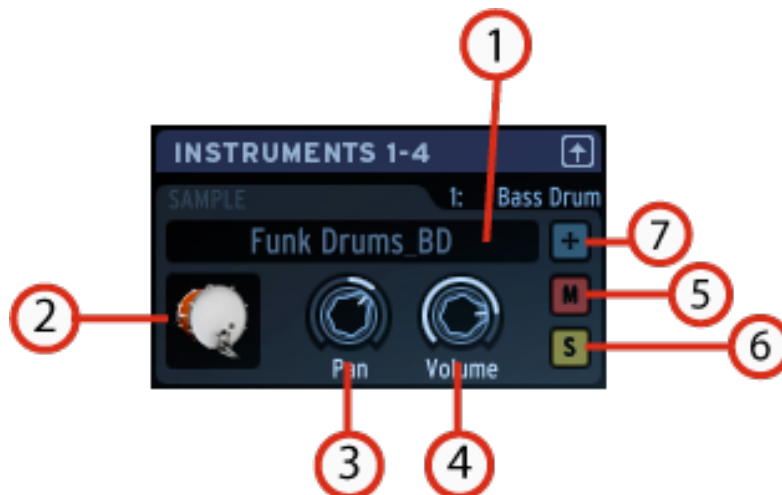 1
INSTRUMENTS 1-4
SAMPLE 1: Bass Drum
Funk Drums_BD + 7
2 M 5
S 6
Pan Volume
3 4